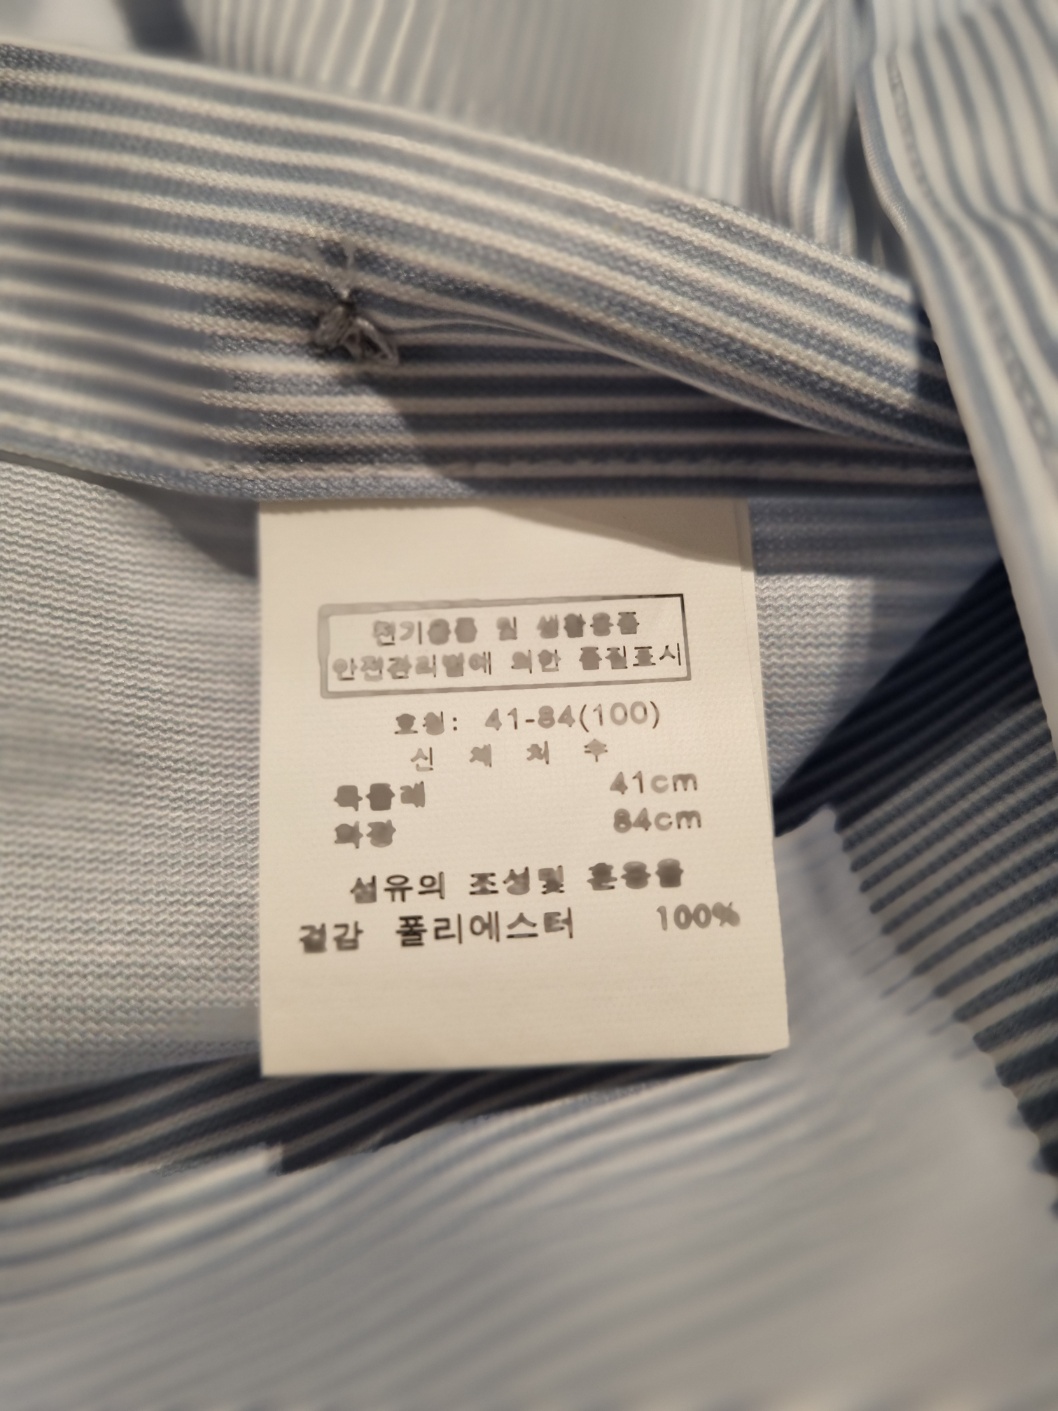 전기용품 및 생활용품
안전관리법에 의한 품질표시
호칭: 41-84(100)
신 체 치 수
목둘레 41cm
화장 84cm
섬유의 조성및 혼용율
겉감 폴리에스터 100%